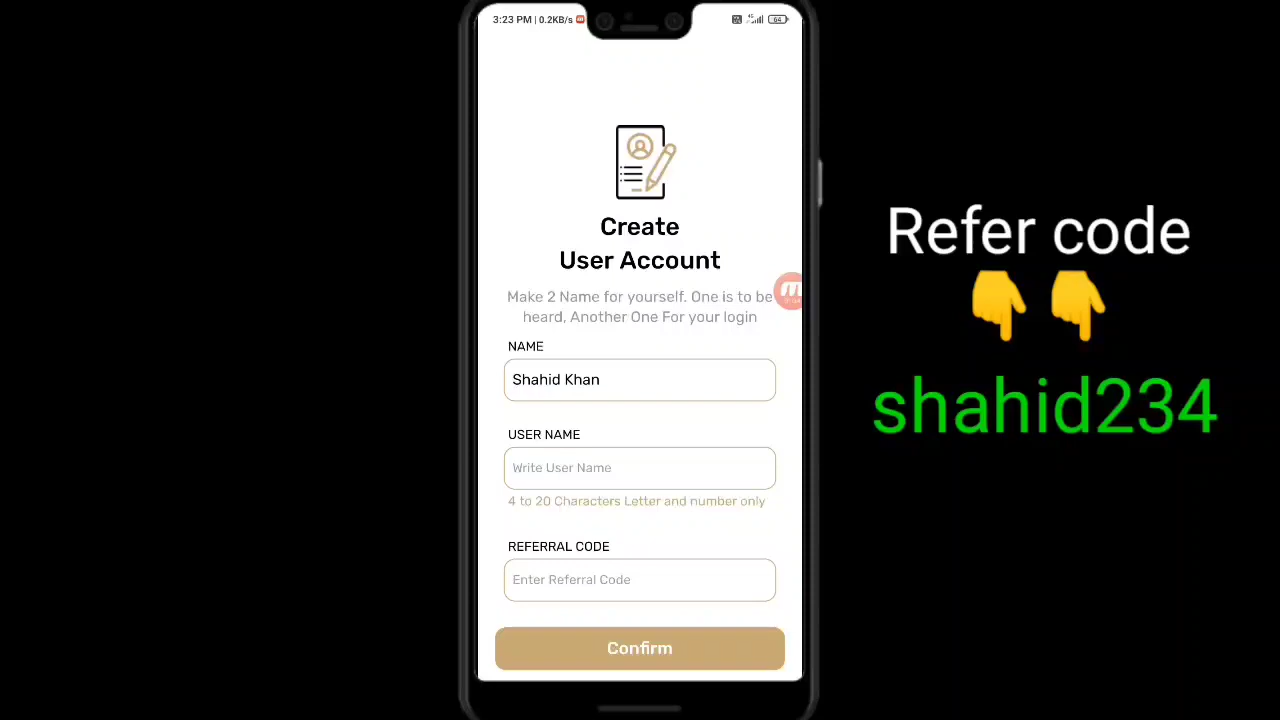 3:23 PM | 0.2KB/s
64
Create
User Account
Make 2 Name for yourself. One is to be
heard, Another One For your login
NAME
Shahid Khan
USER NAME
Write User Name
4 to 20 Characters Letter and number only
REFERRAL CODE
Enter Referral Code
Confirm
Refer code
👇👇
shahid234